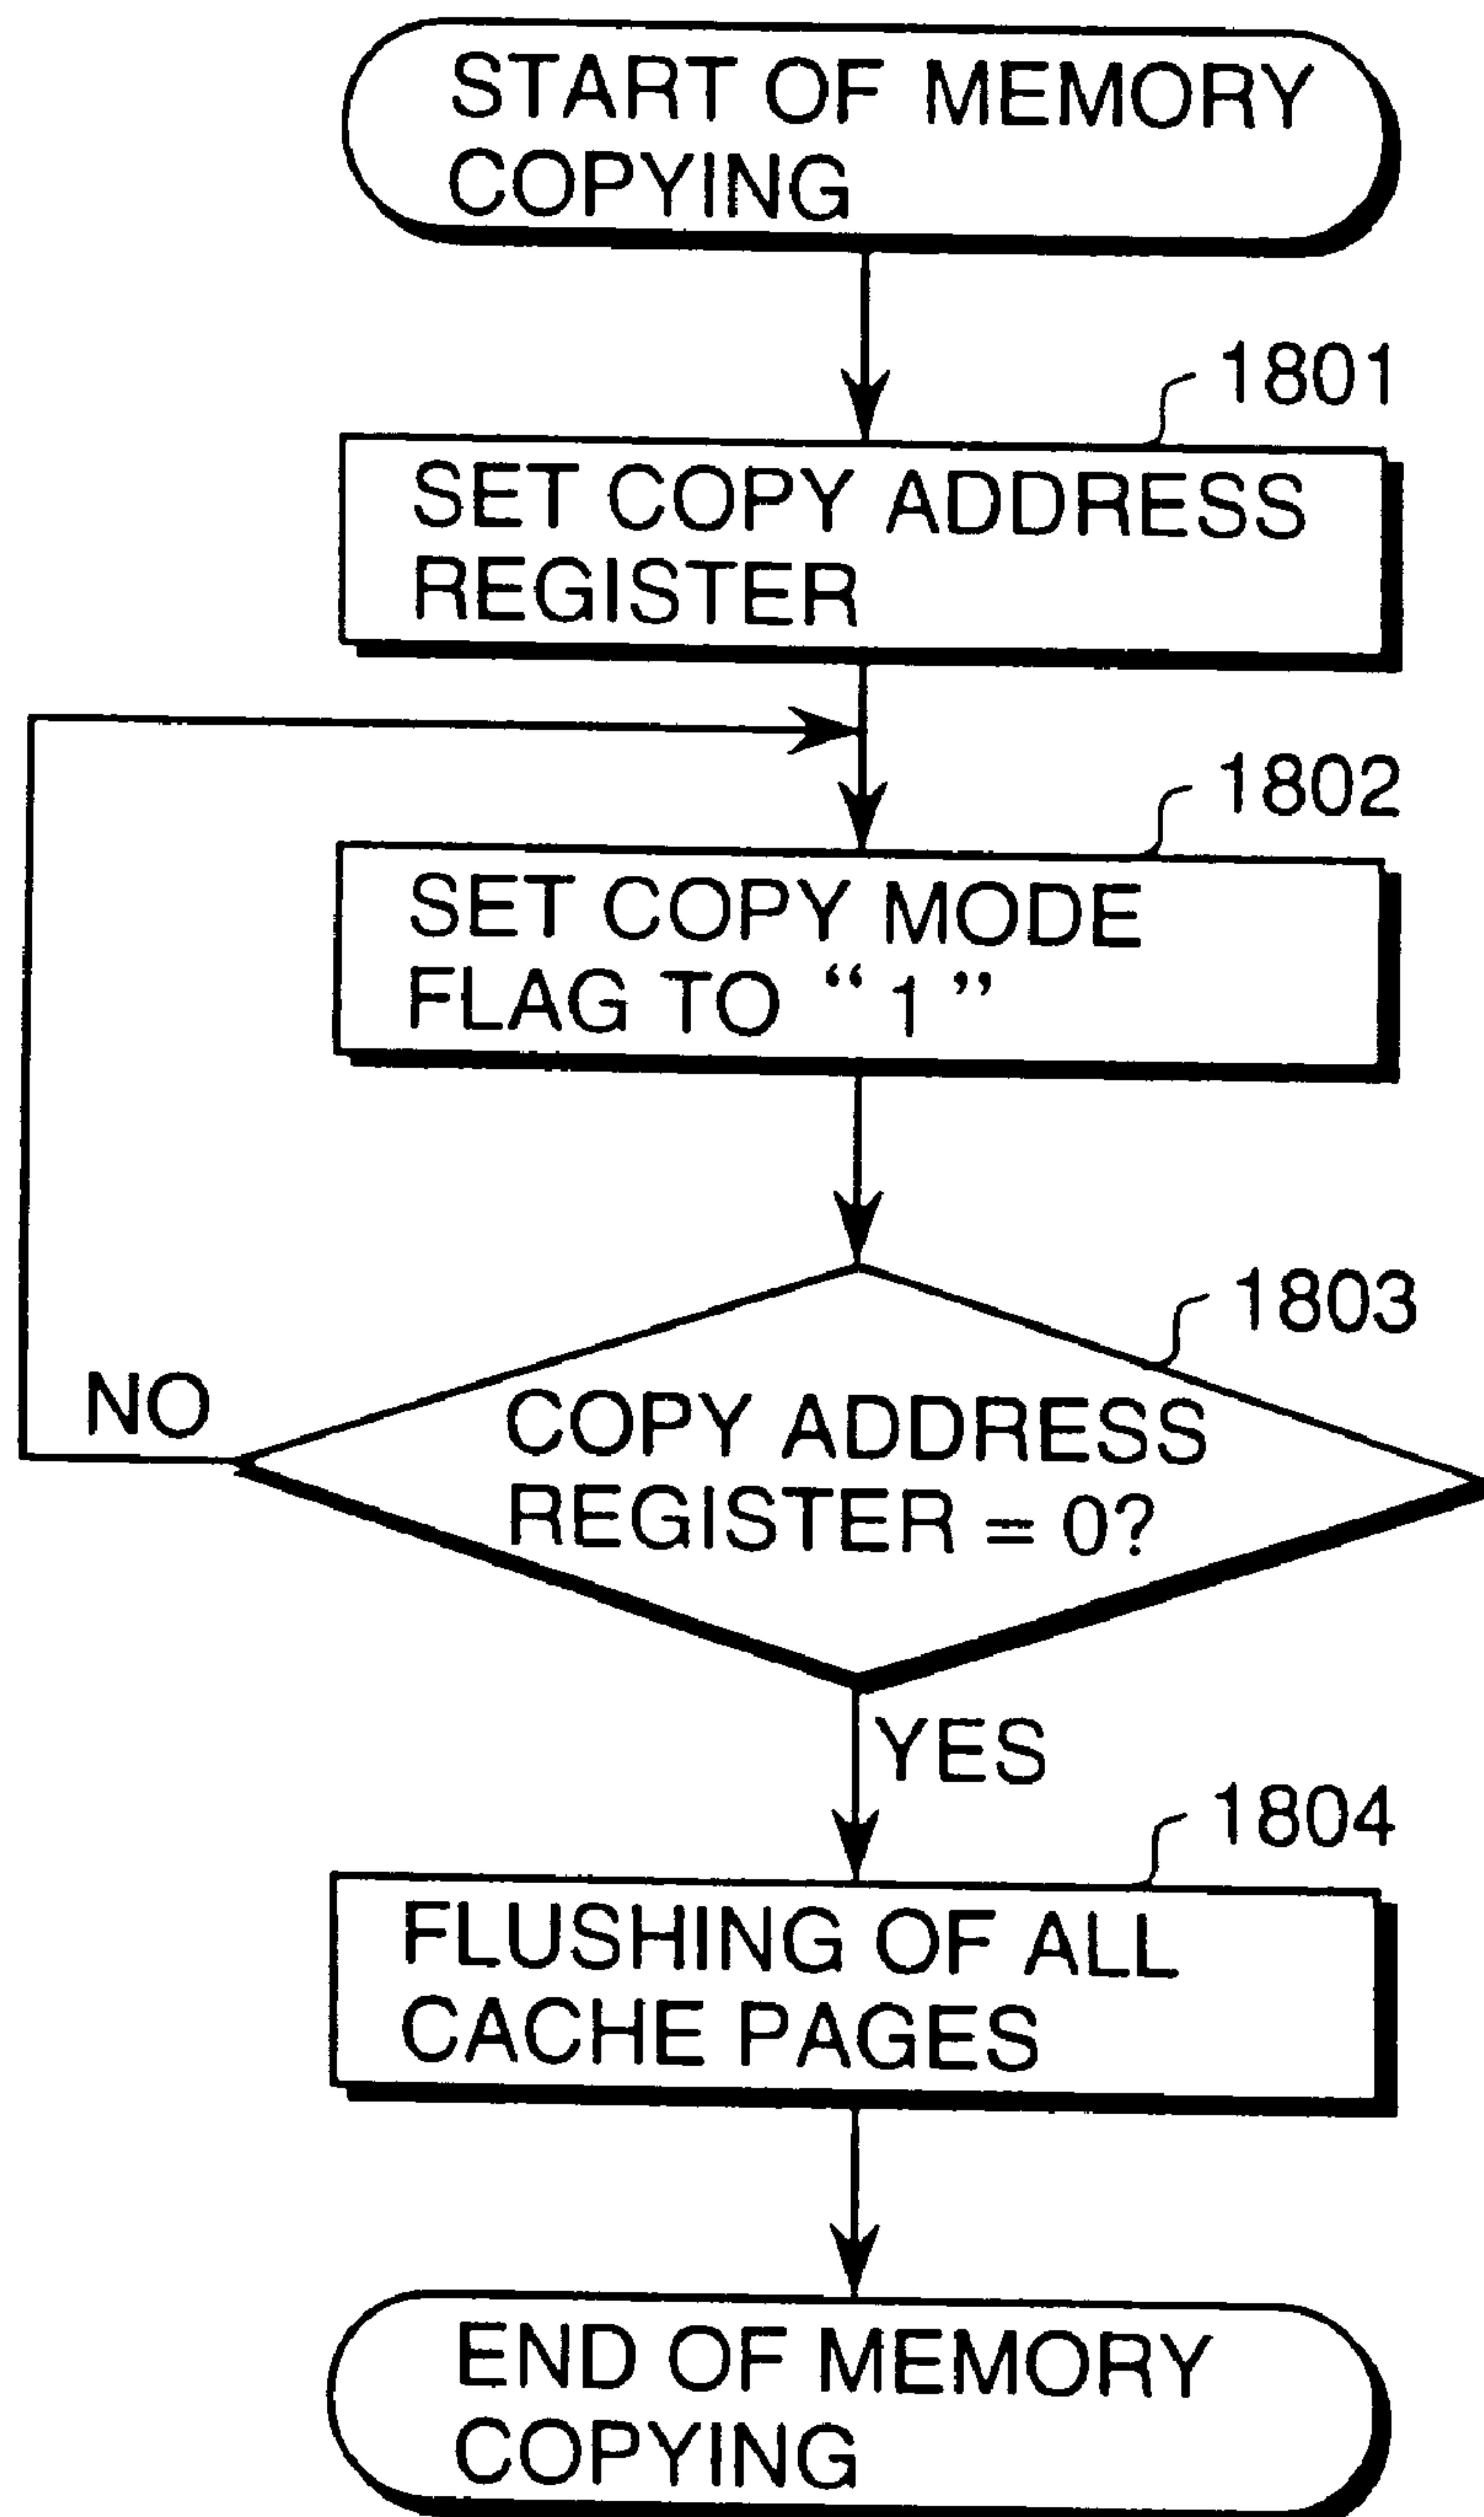 START OF MEMORY
COPYING
1801
SET COPY ADDRESS
REGISTER
1802
SET COPY MODE
FLAG TO “ 1 ”
1803
NO
COPY ADDRESS
REGISTER = 0?
YES
1804
FLUSHING OF ALL
CACHE PAGES
END OF MEMORY
COPYING